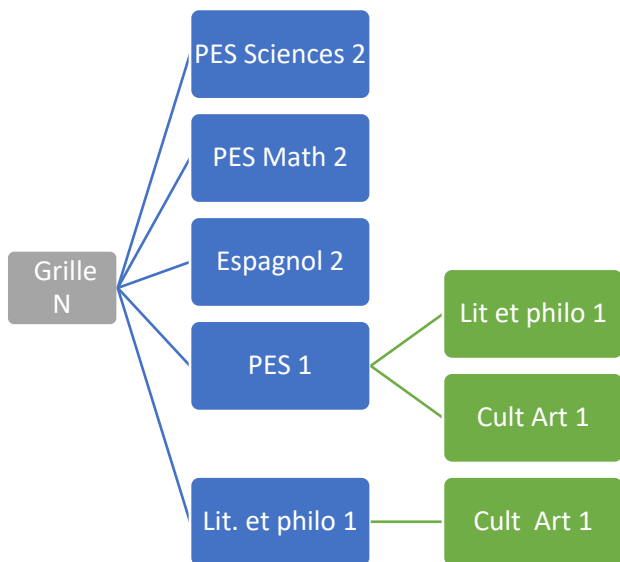 PES Sciences 2
PES Math 2
Espagnol 2
Grille
N
PES 1
Lit et philo 1
Cult Art 1
Lit. et philo 1
Cult Art 1